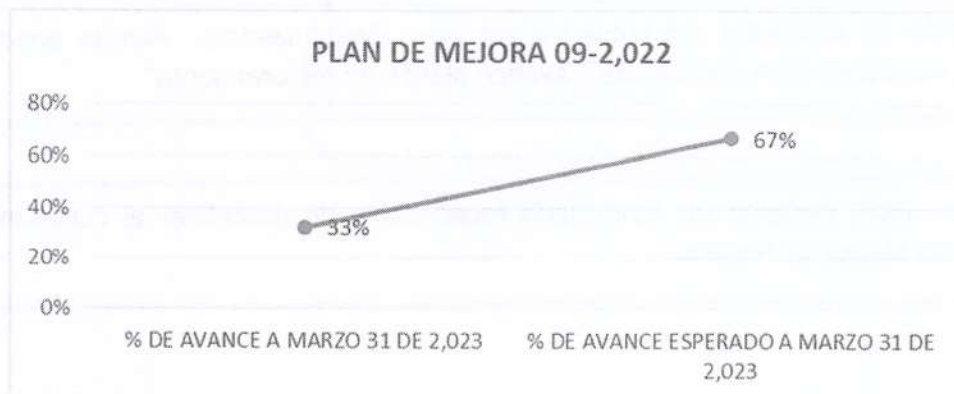 PLAN DE MEJORA 09-2,022
80%
60%
40%
20%
0%
67%
33%
% DE AVANCE A MARZO 31 DE 2,023
% DE AVANCE ESPERADO A MARZO 31 DE
2,023